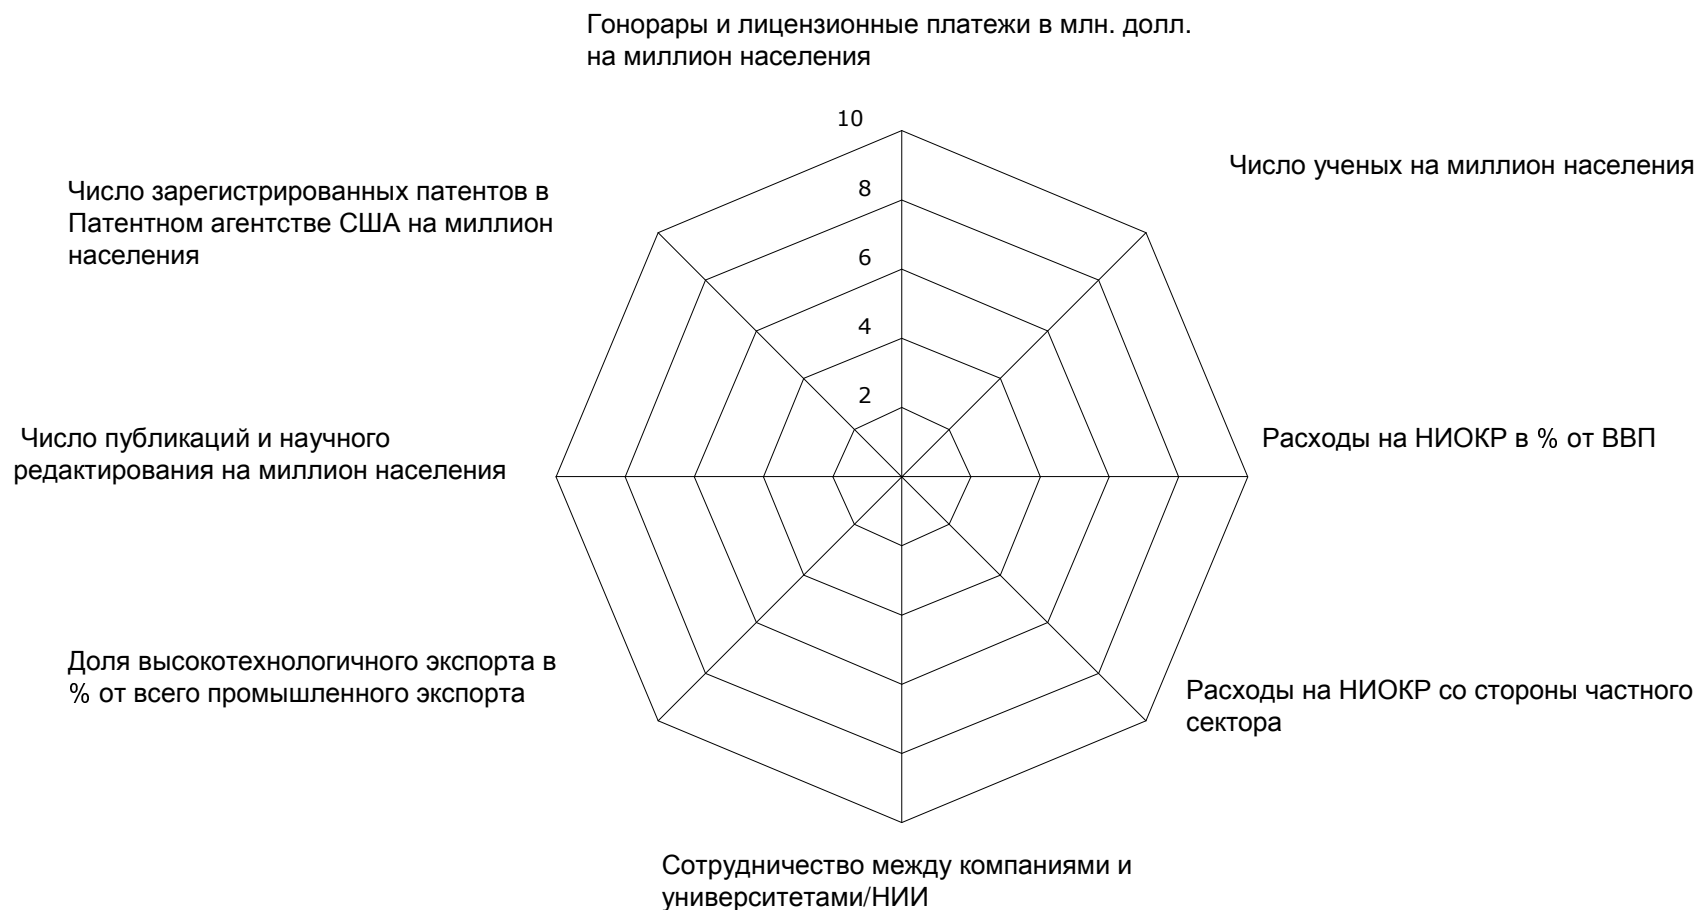 Гонорары и лицензионные платежи в млн. долл.
на миллион населения
10
Число ученых на миллион населения
Число зарегистрированных патентов в
Патентном агентстве США на миллион
населения
8
6
4
2
Число публикаций и научного
редактирования на миллион населения
Расходы на НИОКР в % от ВВП
Доля высокотехнологичного экспорта в
% от всего промышленного экспорта
Расходы на НИОКР со стороны частного
сектора
Сотрудничество между компаниями и
университетами/НИИ